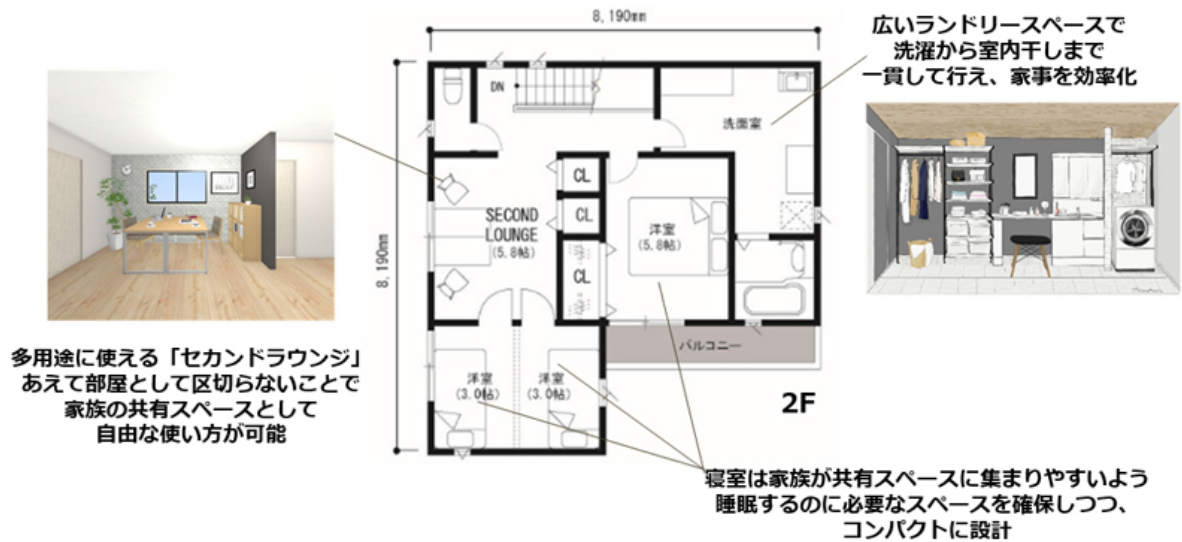 8,190mm
広いランドリースペースで
洗濯から室内干しまで
一貫して行え、家事を効率化
DN
洗面室
CL
CL
CL
SECOND
LOUNGE
(5.8帖)
洋室
(5.8帖)
8,190mm
バルコニー
洋室
(3.0帖)
洋室
(3.0帖)
2F
多用途に使える「セカンドラウンジ」
あえて部屋として区切らないことで
家族の共有スペースとして
自由な使い方が可能
寝室は家族が共有スペースに集まりやすいよう
睡眠するのに必要なスペースを確保しつつ、
コンパクトに設計